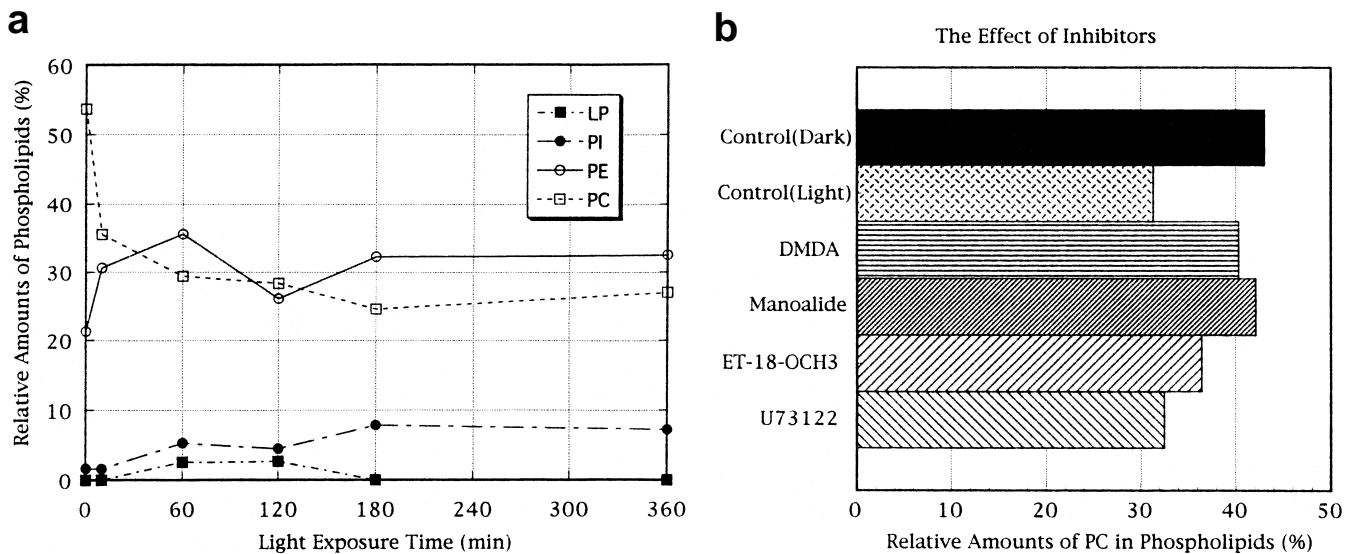 a
Relative Amounts of Phospholipids (%)
60
50
40
30
20
10
0
LP
PI
PE
PC
0 60 120 180 240 300 360
Light Exposure Time (min)
b
The Effect of Inhibitors
Control(Dark)
Control(Light)
DMDA
Manoalide
ET-18-OCH3
U73122
0 10 20 30 40 50
Relative Amounts of PC in Phospholipids (%)